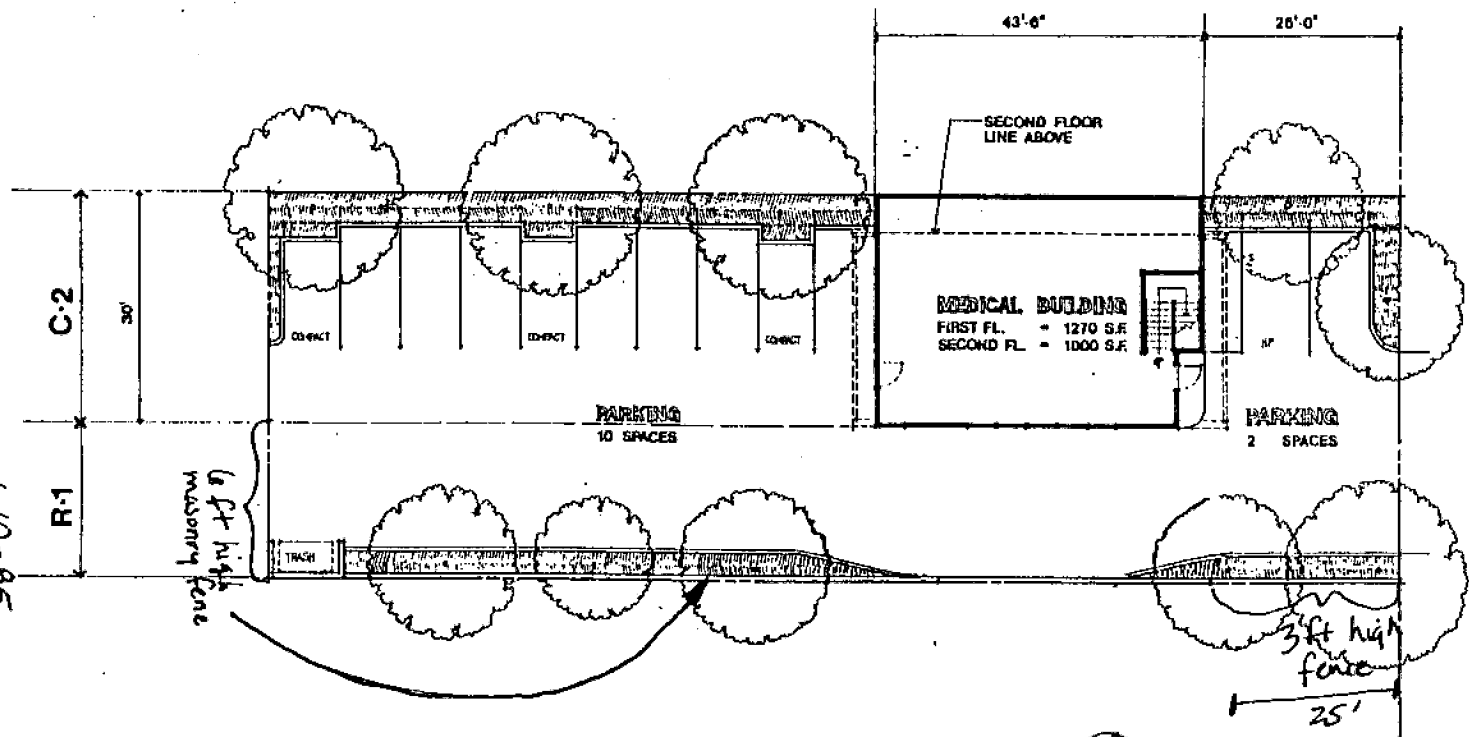 43'-6"
26'-0"
SECOND FLOOR
LINE ABOVE
C-2
30'
MEDICAL BUILDING
FIRST FL. = 1270 S.F.
SECOND FL. = 1000 S.F.
COMPACT
COMPACT
COMPACT
HP
PARKING
10 SPACES
PARKING
2 SPACES
R-1
6 ft high
masonry fene
TRASH
3'ft high
fence
25'